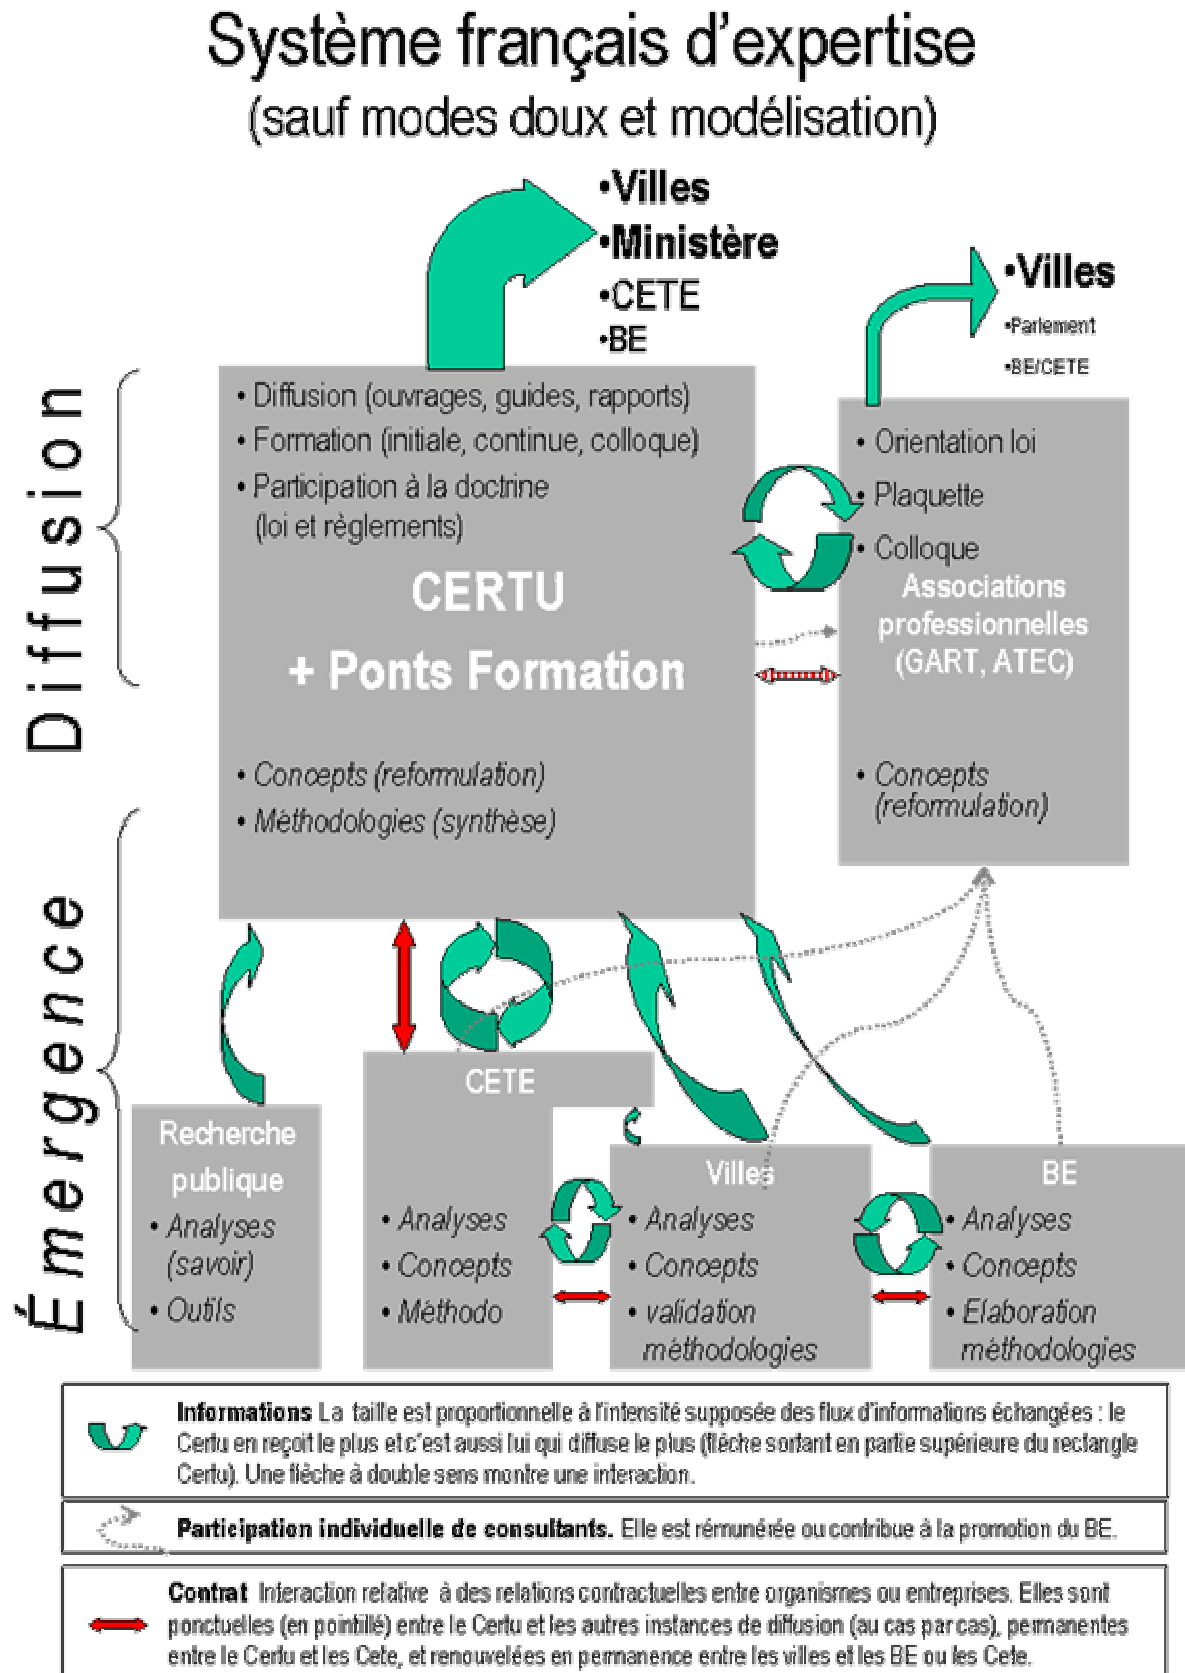 Système français d'expertise
(sauf modes doux et modélisation)
•Villes
•Ministère
•CETE
•BE
•Villes
•Parlement
•BE/CETE
Diffusion
• Diffusion (ouvrages, guides, rapports)
• Formation (initiale, continue, colloque)
• Participation à la doctrine
(loi et règlements)
CERTU
+ Ponts Formation
• Concepts (reformulation)
• Méthodologies (synthèse)
• Orientation loi
• Plaquette
• Colloque
Associations
professionnelles
(GART, ATEC)
• Concepts
(reformulation)
Émergence
Recherche
publique
• Analyses
(savoir)
• Outils
CETE
• Analyses
• Concepts
• Méthodo
Villes
• Analyses
• Concepts
• validation
méthodologies
BE
• Analyses
• Concepts
• Elaboration
méthodologies
Informations La taille est proportionnelle à l'intensité supposée des flux d'informations échangées : le
Certu en reçoit le plus et c'est aussi lui qui diffuse le plus (flèche sortant en partie supérieure du rectangle
Certu). Une flèche à double sens montre une interaction.
Participation individuelle de consultants. Elle est rémunérée ou contribue à la promotion du BE.
Contrat Interaction relative à des relations contractuelles entre organismes ou entreprises. Elles sont
ponctuelles (en pointillé) entre le Certu et les autres instances de diffusion (au cas par cas), permanentes
entre le Certu et les Cete, et renouvelées en permanence entre les villes et les BE ou les Cete.